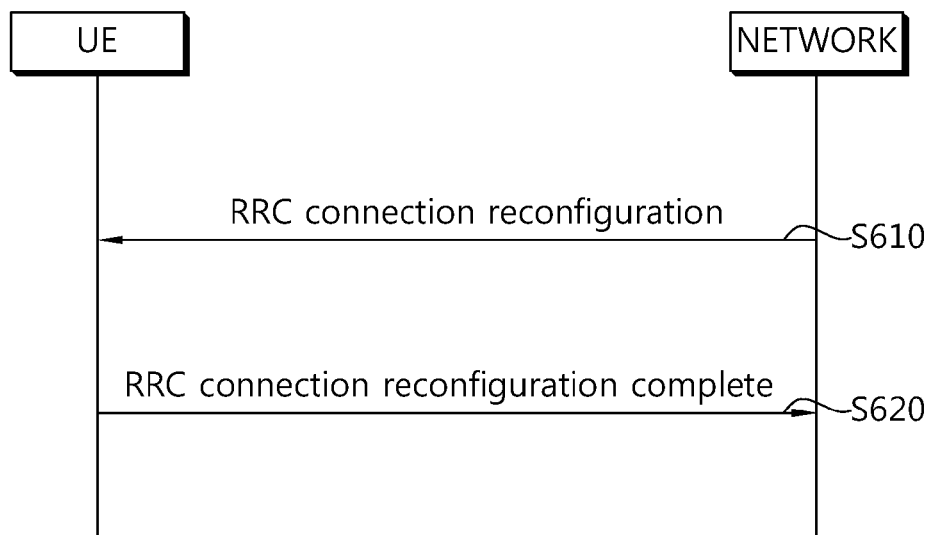 UE
NETWORK
RRC connection reconfiguration
S610
RRC connection reconfiguration complete
S620